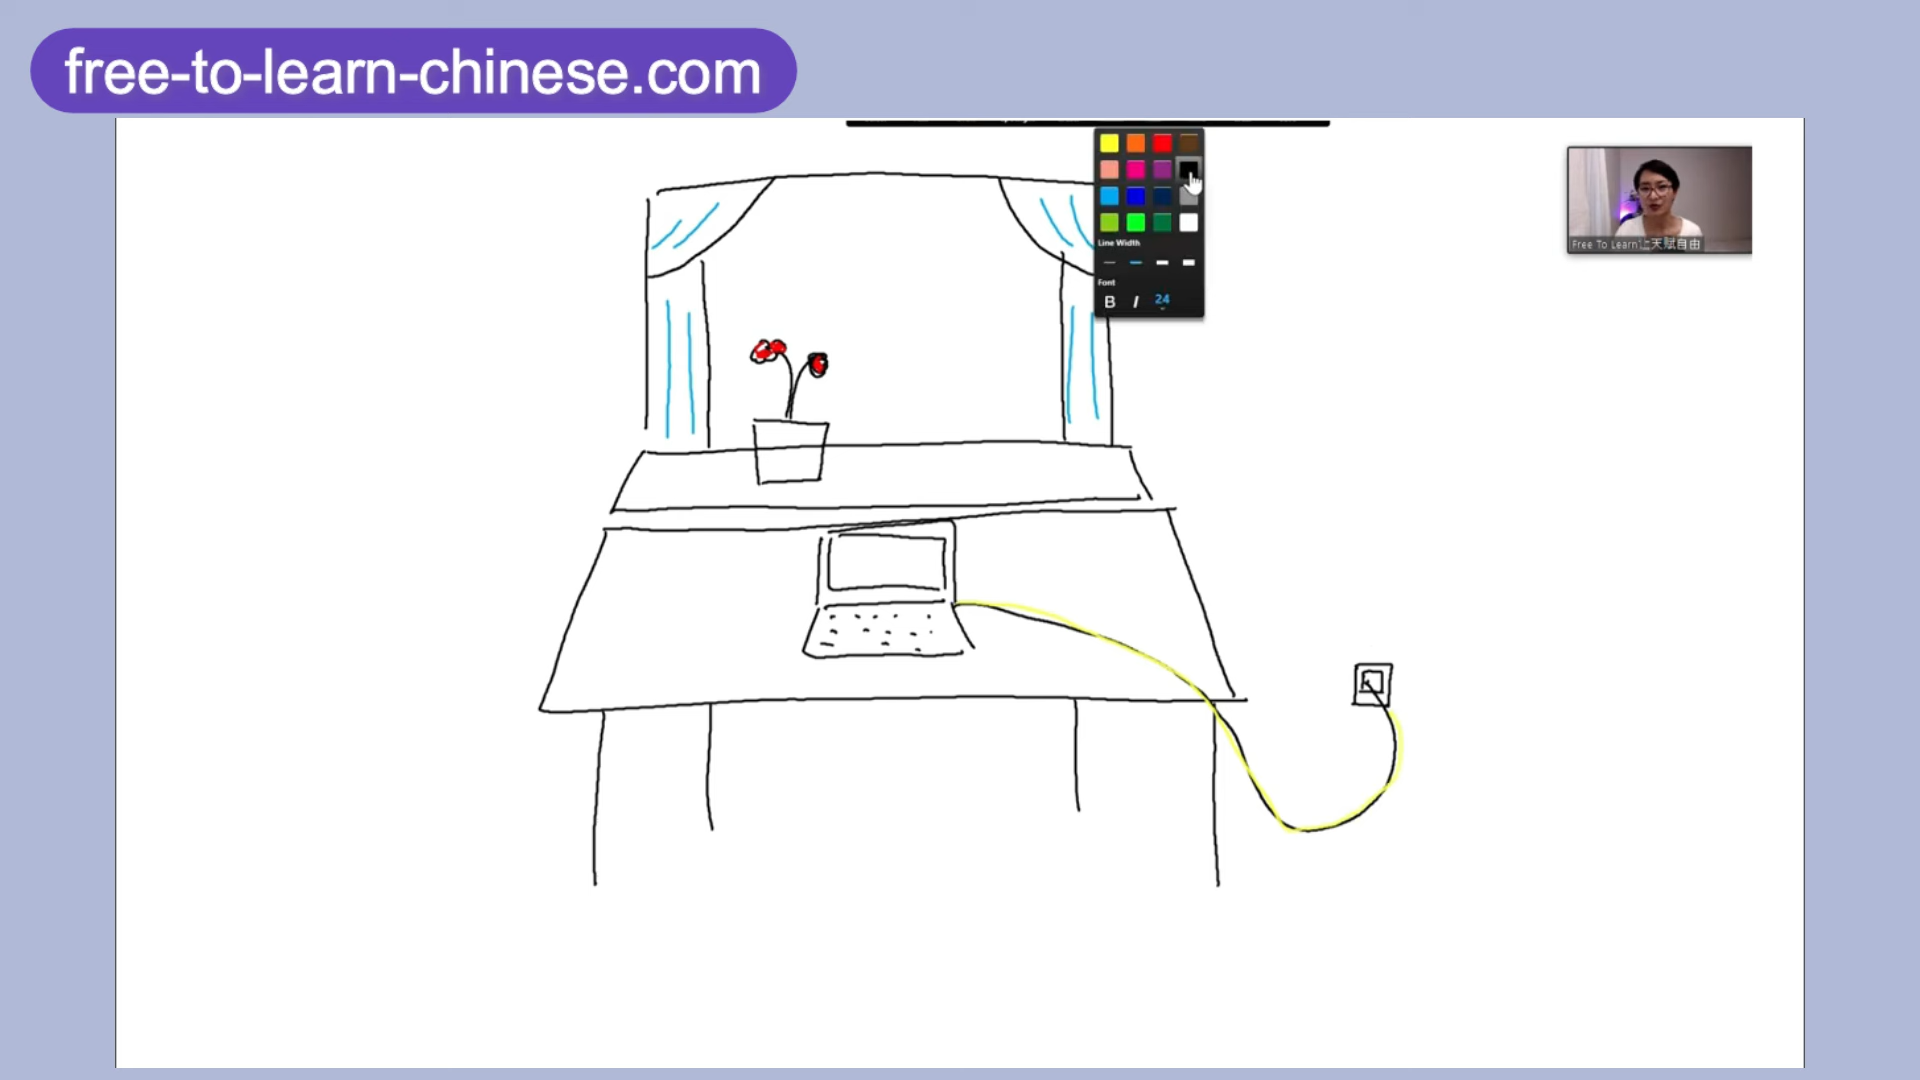 free-to-learn-chinese.com
Line Width
Font
B I 24
Free To Learn让天赋自由